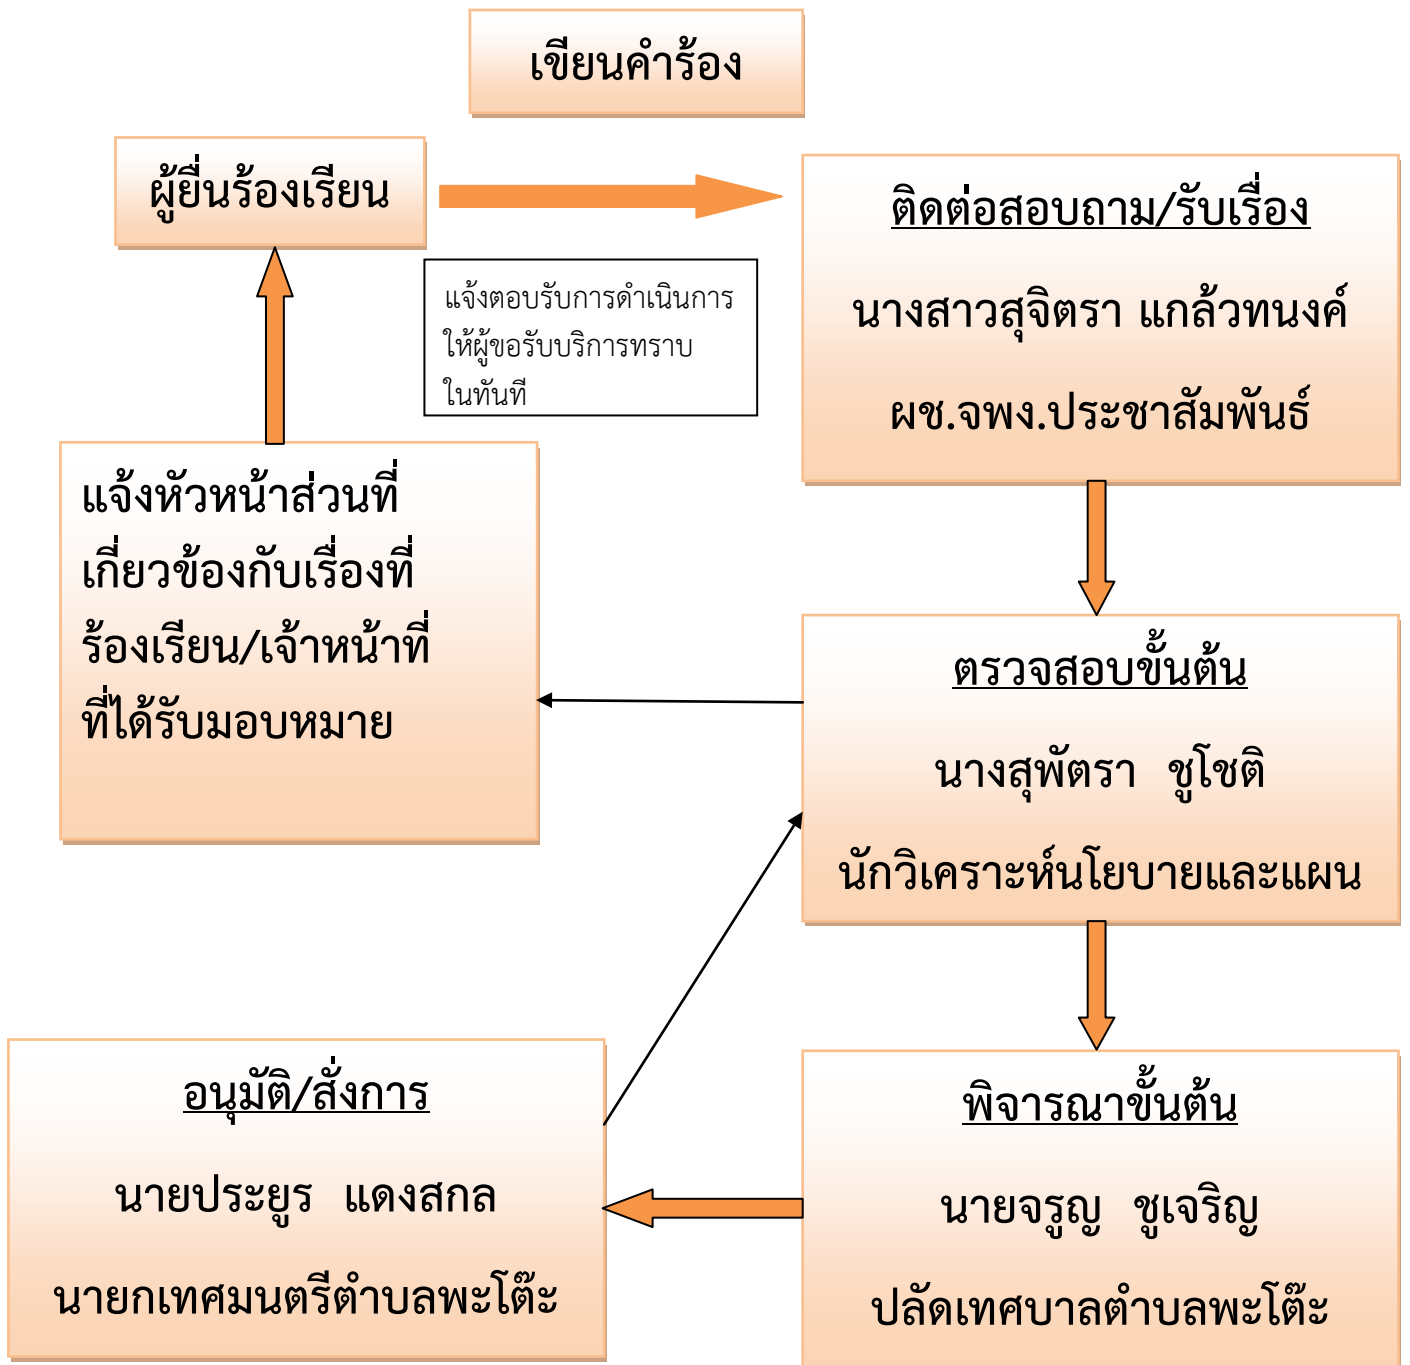 เขียนคำร้อง
ผู้ยื่นร้องเรียน
ติดต่อสอบถาม/รับเรื่อง
นางสาวสุจิตรา แกล้วทนงค์
ผช.จพง.ประชาสัมพันธ์
แจ้งตอบรับการดำเนินการ
ให้ผู้ขอรับบริการทราบ
ในทันที
แจ้งหัวหน้าส่วนที่
เกี่ยวข้องกับเรื่องที่
ร้องเรียน/เจ้าหน้าที่
ที่ได้รับมอบหมาย
ตรวจสอบขั้นต้น
นางสุพัตรา ชูโชติ
นักวิเคราะห์นโยบายและแผน
อนุมัติ/สั่งการ
นายประยูร แดงสกล
นายกเทศมนตรีตำบลพะโต๊ะ
พิจารณาขั้นต้น
นายจรูญ ชูเจริญ
ปลัดเทศบาลตำบลพะโต๊ะ